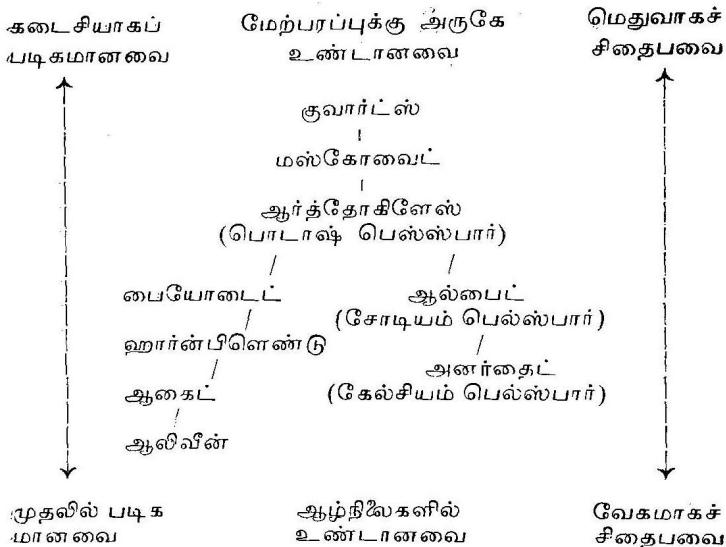 கடைசியாகப் மேற்பரப்புக்கு அருகே மெதுவாகச்
படிகமானவை உண்டானவை சிதைபவை
குவார்ட்ஸ்
மஸ்கோவைட்
ஆர்த்தோகிளேஸ்
(பொடாஷ் பெஸ்ஸ்பார்)
பையோடைட் ஆல்பைட்
(சோடியம் பெல்ஸ்பார்)
ஹார்ன்பிளெண்டு
அனர்தைட்
ஆகைட் (கேல்சியம் பெல்ஸ்பார்)
ஆலிவீன்
முதலில் படிக ஆழ்நிலைகளில் வேகமாகச்
மானவை உண்டானவை சிதைபவை